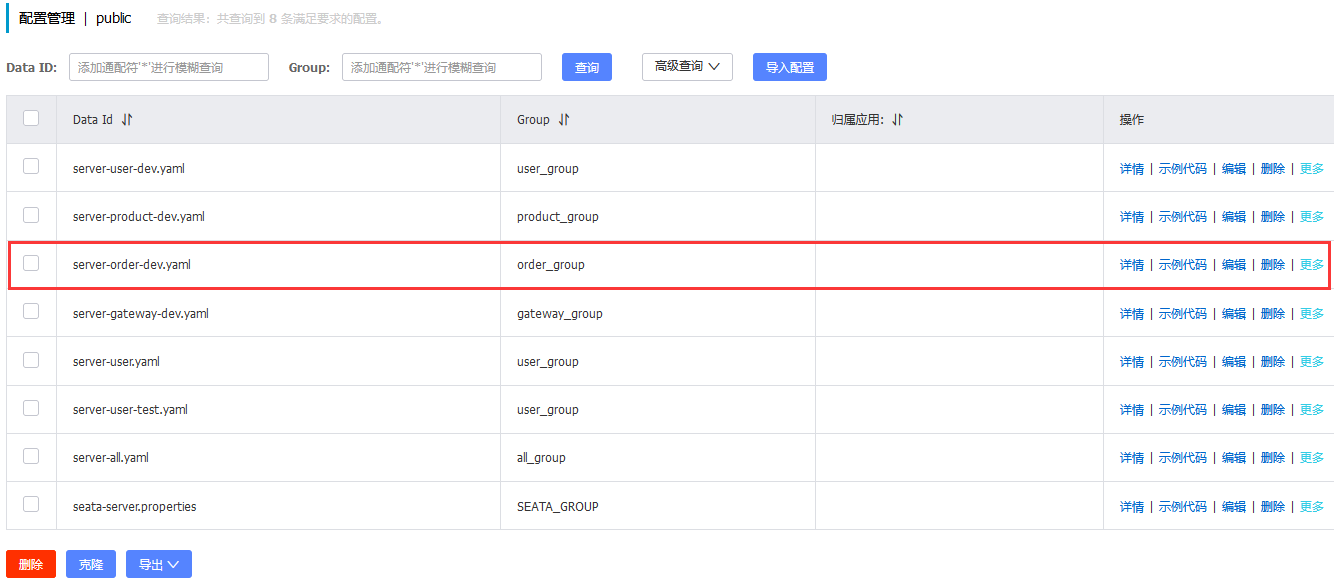 配置管理 | public 查询结果：共查询到 8 条满足要求的配置。
Data ID: 添加通配符'*'进行模糊查询 Group: 添加通配符'*'进行模糊查询 查询 高级查询 导入配置
Data Id Group 归属应用: 操作
server-user-dev.yaml user_group 详情 | 示例代码 | 编辑 | 删除 | 更多
server-product-dev.yaml product_group 详情 | 示例代码 | 编辑 | 删除 | 更多
server-order-dev.yaml order_group 详情 | 示例代码 | 编辑 | 删除 | 更多
server-gateway-dev.yaml gateway_group 详情 | 示例代码 | 编辑 | 删除 | 更多
server-user.yaml user_group 详情 | 示例代码 | 编辑 | 删除 | 更多
server-user-test.yaml user_group 详情 | 示例代码 | 编辑 | 删除 | 更多
server-all.yaml all_group 详情 | 示例代码 | 编辑 | 删除 | 更多
seata-server.properties SEATA_GROUP 详情 | 示例代码 | 编辑 | 删除 | 更多
删除 克隆 导出